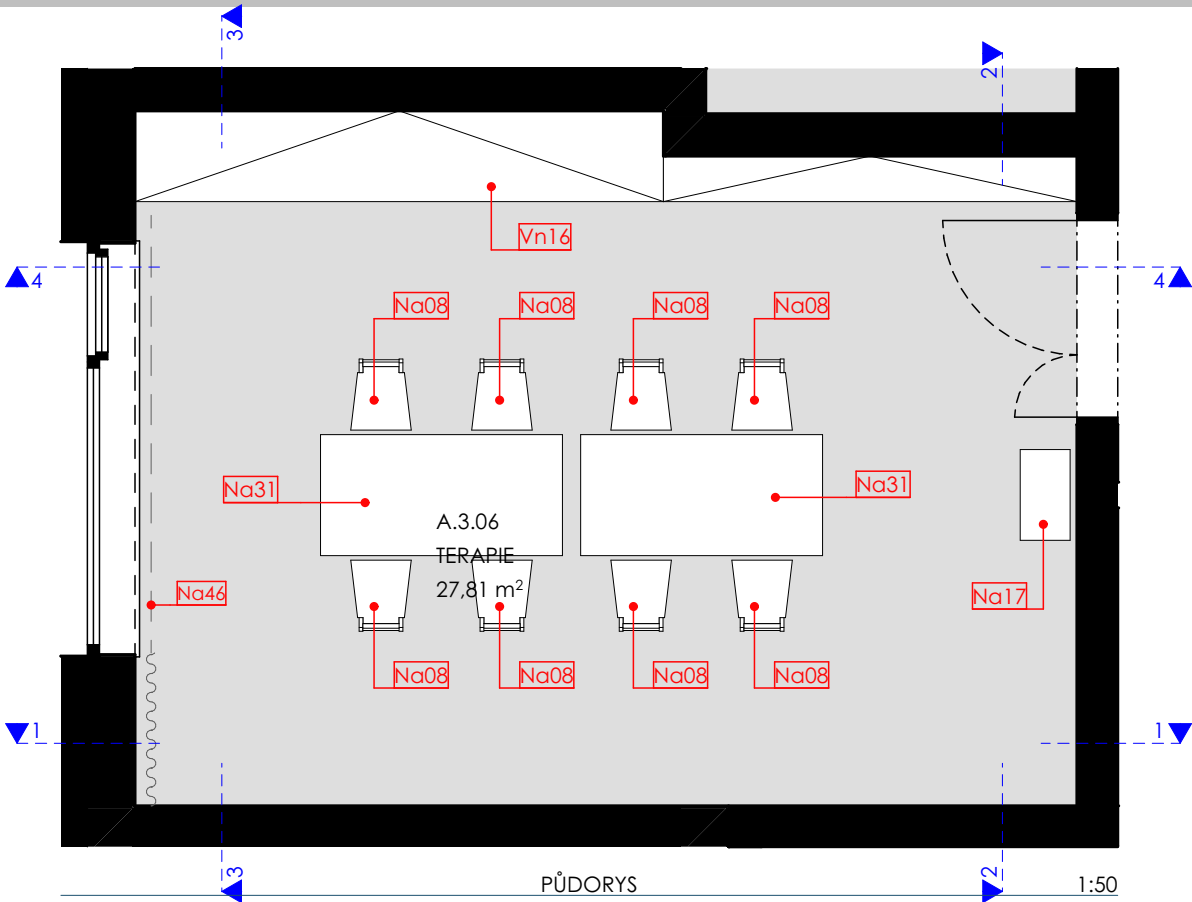 3
2
Vn16
4
4
Na08
Na08
Na08
Na08
Na31
Na31
A.3.06
TERAPIE
27,81 m²
Na46
Na17
Na08
Na08
Na08
Na08
1
1
3
2
PŮDORYS
1:50